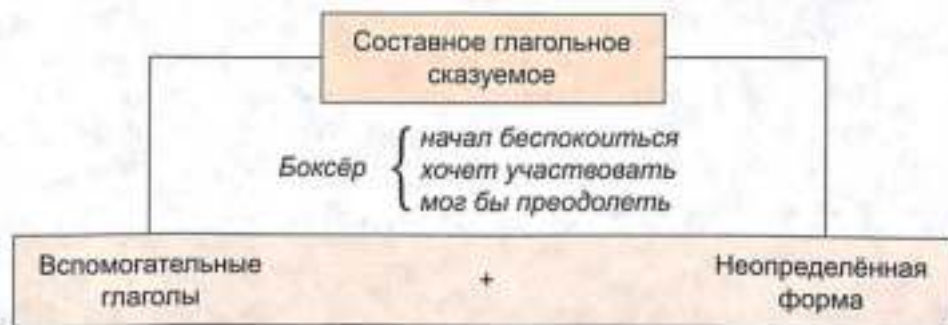 Составное глагольное
сказуемое
начал беспокоиться
Боксёр { хочет участвовать
мог бы преодолеть
Вспомогательные
глаголы
+
Неопределённая
форма